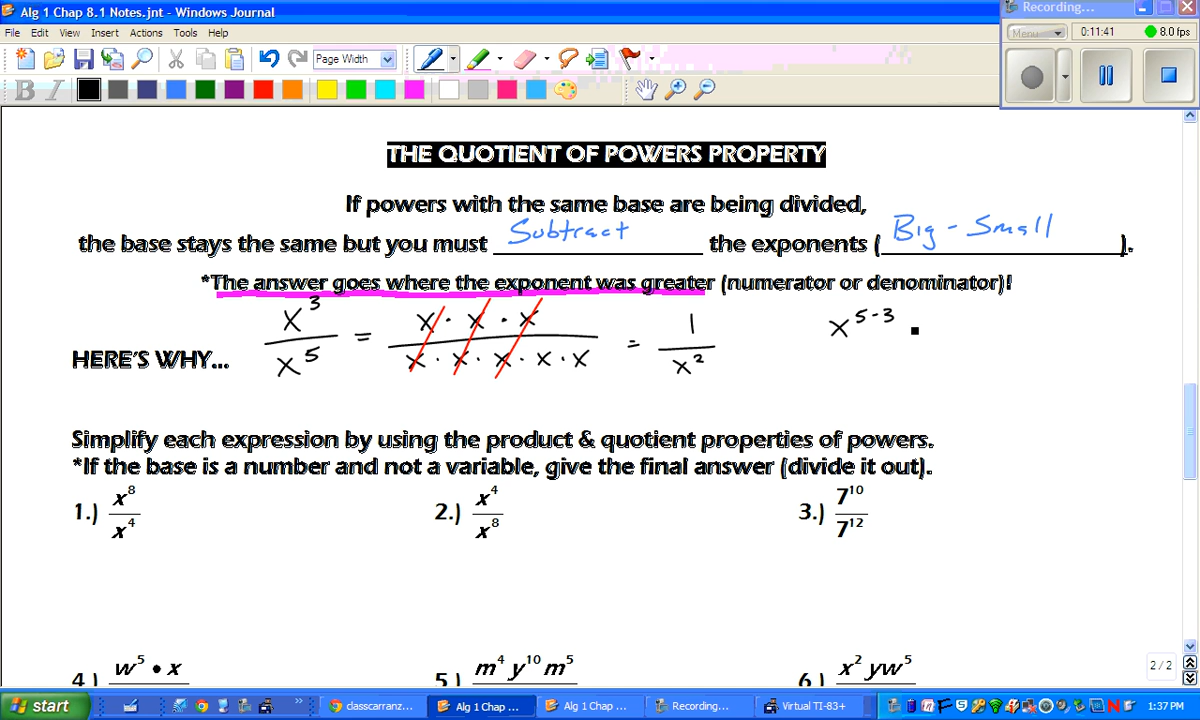 Alg 1 Chap 8.1 Notes.jnt - Windows Journal
Recording...
File Edit View Insert Actions Tools Help
Menu 0:11:41 8.0 fps
Page Width
B I
THE QUOTIENT OF POWERS PROPERTY
If powers with the same base are being divided,
the base stays the same but you must Subtract the exponents ( Big - Small ).
*The answer goes where the exponent was greater (numerator or denominator)!
HERE'S WHY... x³/x⁵ = x · x · x / x · x · x · x · x = 1/x² x⁵⁻³
Simplify each expression by using the product & quotient properties of powers.
*If the base is a number and not a variable, give the final answer (divide it out).
1.) x⁸/x⁴ 2.) x⁴/x⁸ 3.) 7¹⁰/7¹²
4.) w⁵ • x 5.) m⁴y¹⁰m⁵ 6.) x²yw⁵
2 / 2
start classcarranz... Alg 1 Chap ... Alg 1 Chap ... Recording... Virtual TI-83+ 1:37 PM